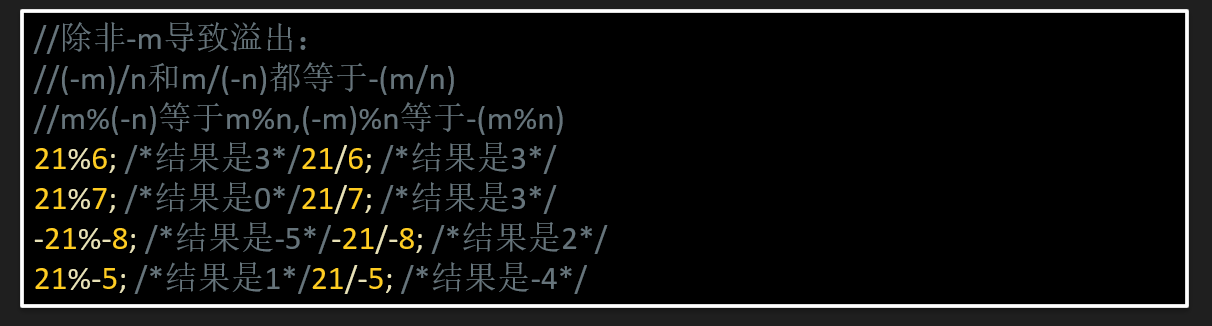 //除非-m导致溢出：
//(-m)/n和m/(-n)都等于-(m/n)
//m%(-n)等于m%n,(-m)%n等于-(m%n)
21%6; /*结果是3*/21/6; /*结果是3*/
21%7; /*结果是0*/21/7; /*结果是3*/
-21%-8; /*结果是-5*/-21/-8; /*结果是2*/
21%-5; /*结果是1*/21/-5; /*结果是-4*/